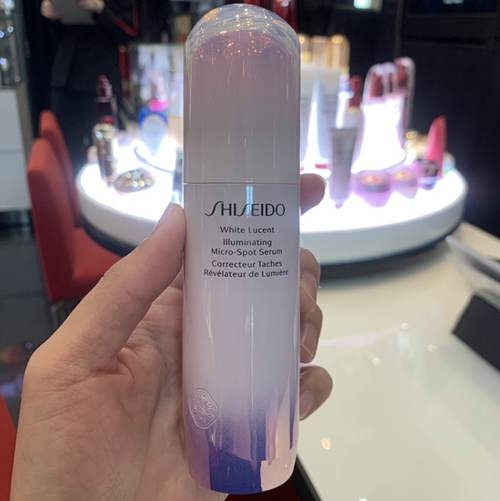 SHISEIDO
White Lucent
Illuminating
Micro-Spot Serum
Correcteur Taches
Révélateur de Lumière